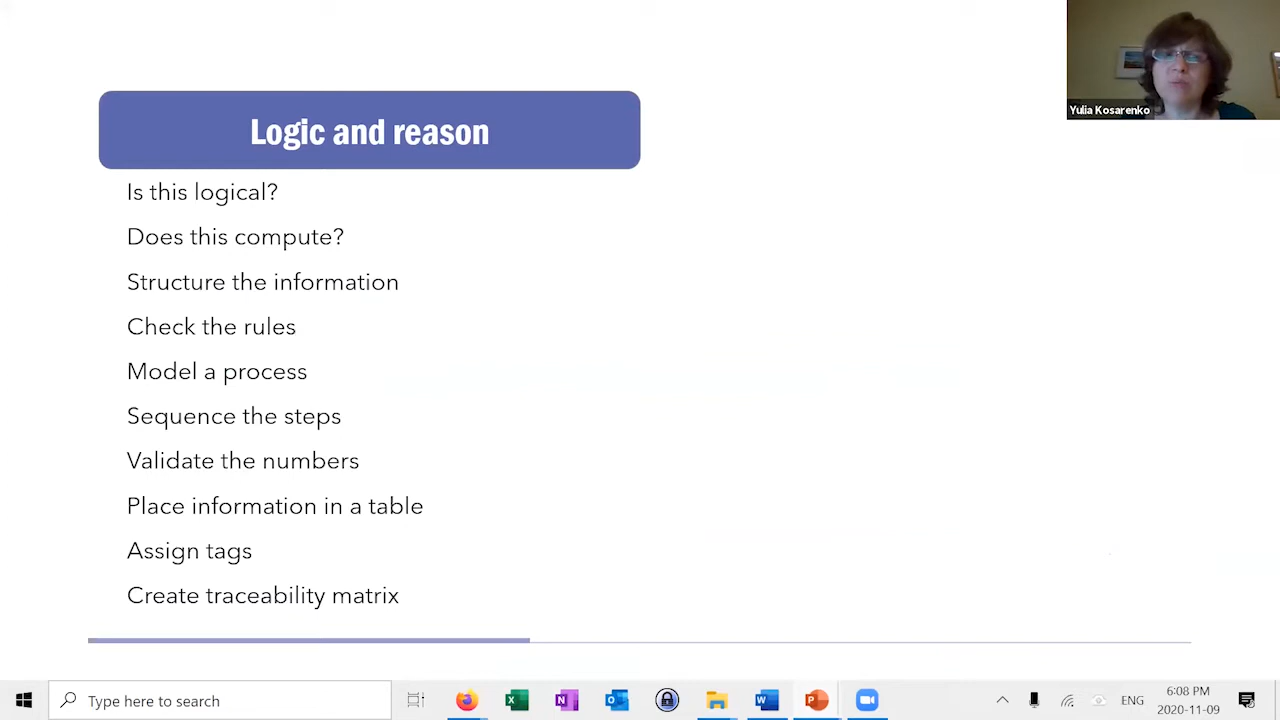 Yulia Kosarenko
Logic and reason
Is this logical?
Does this compute?
Structure the information
Check the rules
Model a process
Sequence the steps
Validate the numbers
Place information in a table
Assign tags
Create traceability matrix
Type here to search
ENG
6:08 PM
2020-11-09